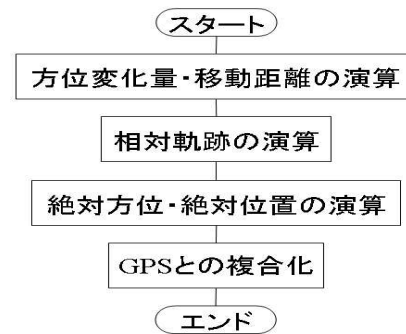 スタート
方位変化量・移動距離の演算
相対軌跡の演算
絶対方位・絶対位置の演算
GPSとの複合化
エンド